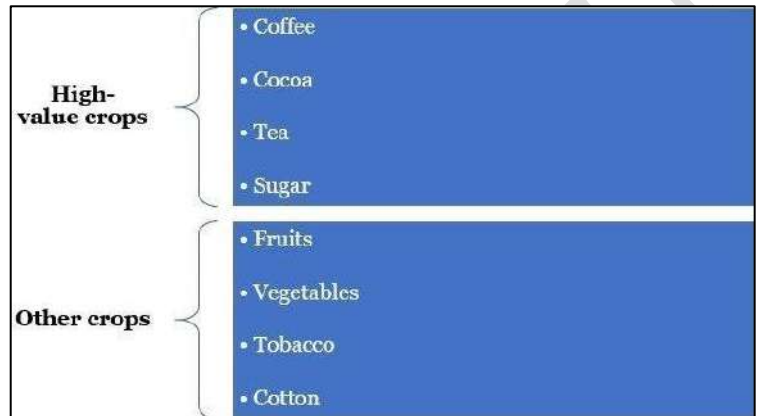 High-
value crops
• Coffee
• Cocoa
• Tea
• Sugar
Other crops
• Fruits
• Vegetables
• Tobacco
• Cotton